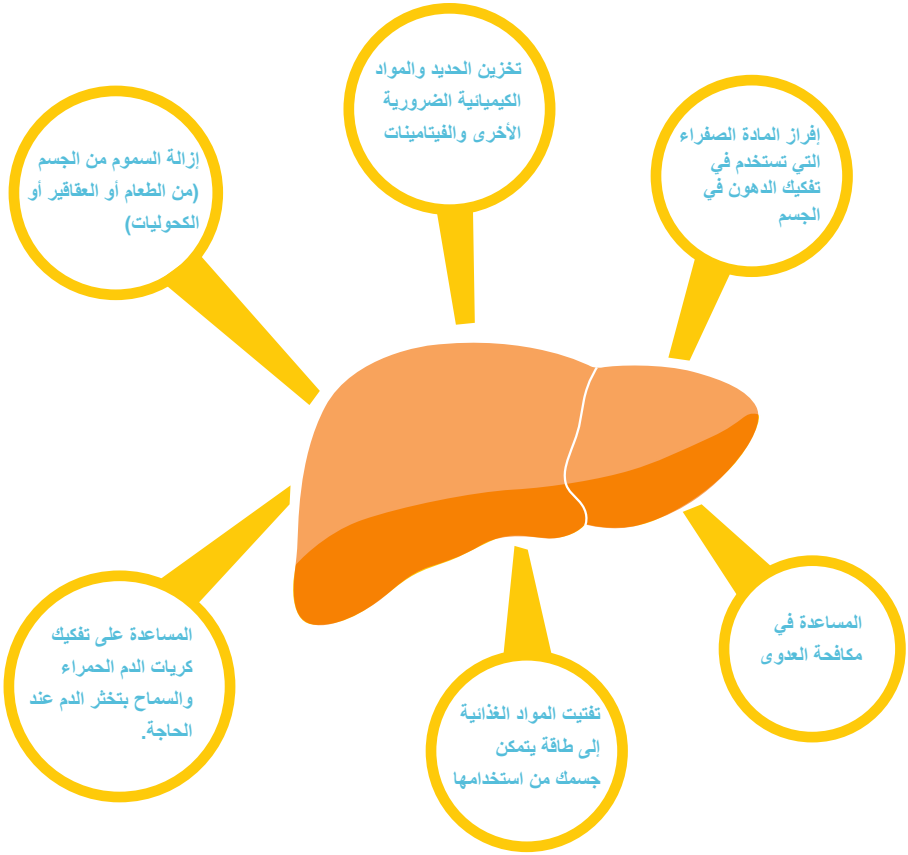 تخزين الحديد والمواد
الكيميائية الضرورية
الأخرى والفيتامينات
إفراز المادة الصفراء
التي تستخدم في
تفكيك الدهون في
الجسم
إزالة السموم من الجسم
(من الطعام أو العقاقير أو
الكحوليات)
المساعدة في
مكافحة العدوى
المساعدة على تفكيك
كريات الدم الحمراء
والسماح بتخثر الدم عند
الحاجة.
تفتيت المواد الغذائية
إلى طاقة يتمكن
جسمك من استخدامها